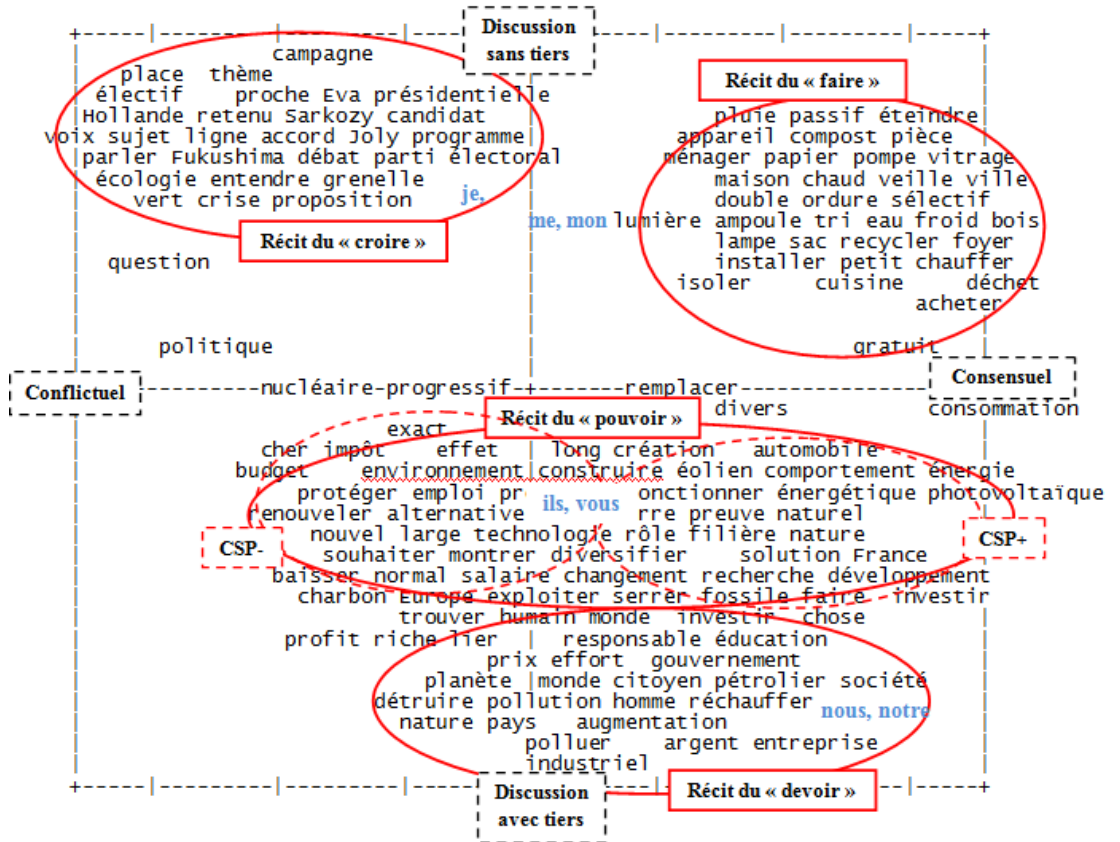 Discussion
sans tiers
campagne
place thème
électif proche Eva présidentielle
Hollande retenu Sarkozy candidat
voix sujet ligne accord Joly programme
parler Fukushima débat parti électoral
écologie entendre grenelle
vert crise proposition
je,
Récit du « croire »
question
politique
Récit du « faire »
pluie passif éteindre
appareil compost pièce
ménager papier pompe vitrage
maison chaud veille ville
double ordure sélectif
me, mon lumière ampoule tri eau froid bois
lampe sac recycler foyer
installer petit chauffer
isoler cuisine déchet
acheter
gratuit
Conflictuel
nucléaire-progressif
remplacer
Consensuel
divers consommation
Récit du « pouvoir »
exact
cher impôt effet long création automobile
budget environnement construire éolien comportement énergie
protéger emploi ils, vous énergétique photovoltaïque
renouveler alternative preuve naturel
nouvel large technologie rôle filière nature
CSP-
CSP+
souhaiter montrer diversifier solution France
baisser normal salaire changement recherche développement
charbon Europe exploiter serrer fossile faire investir
trouver humain monde investir chose
profit riche lier responsable éducation
prix effort gouvernement
planète monde citoyen pétrolier société
détruire pollution homme réchauffer nous, notre
nature pays augmentation
polluer argent entreprise
industriel
Discussion
avec tiers
Récit du « devoir »